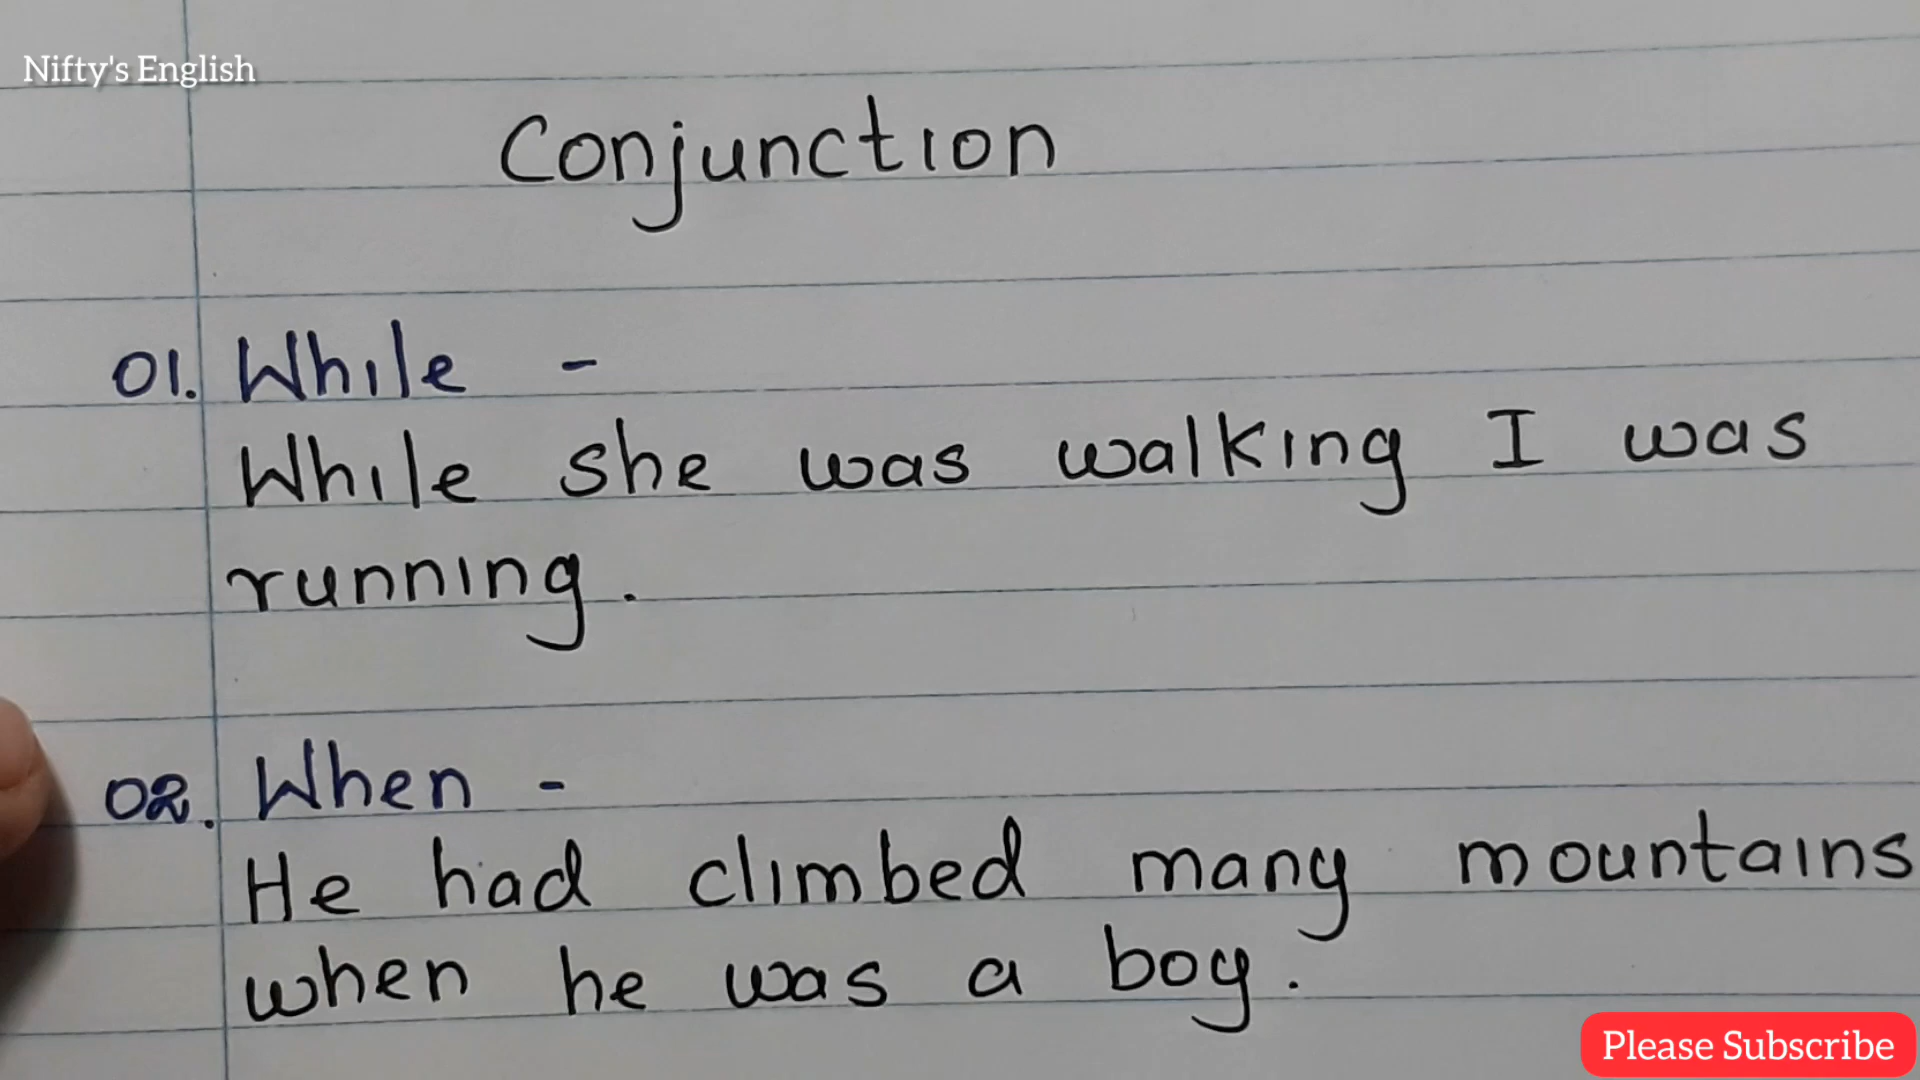 Nifty's English
Conjunction
01. While -
While she was walking I was
running.
02. When -
He had climbed many mountains
when he was a boy.
Please Subscribe